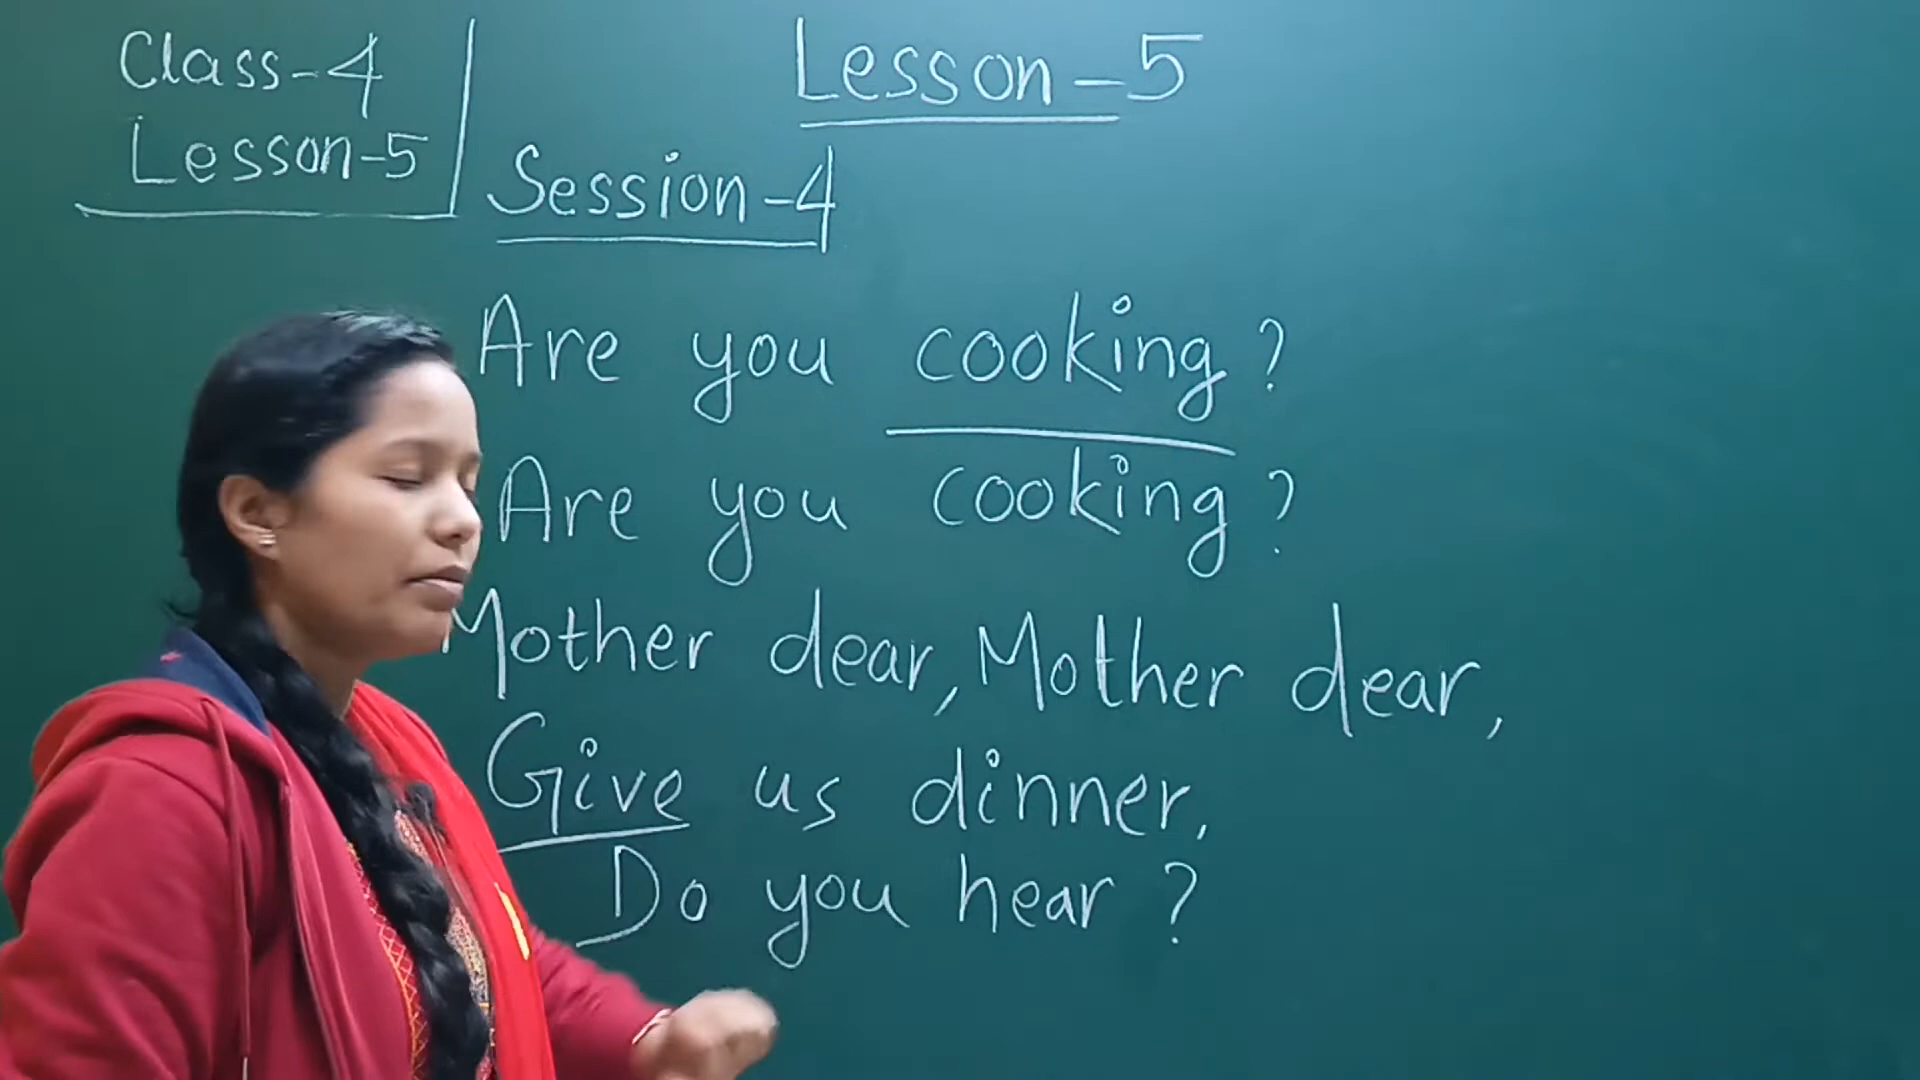 Class-4
Lesson-5
Lesson-5
Session-4
Are you cooking?
Are you cooking?
Mother dear, Mother dear,
Give us dinner,
Do you hear?